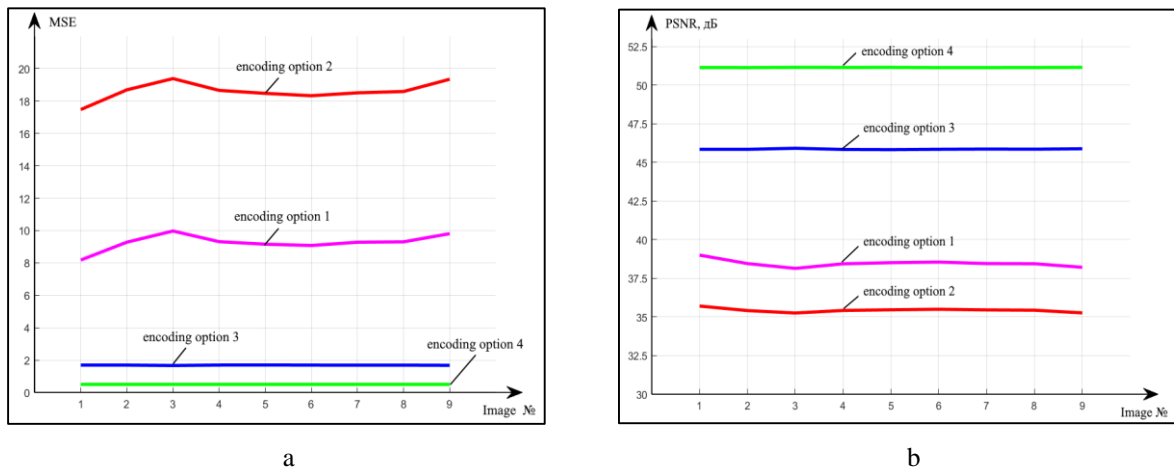 MSE
20
18
16
14
12
10
8
6
4
2
0
encoding option 2
encoding option 1
encoding option 3
encoding option 4
1 2 3 4 5 6 7 8 9
Image №
a
PSNR, дБ
52.5
50
47.5
45
42.5
40
37.5
35
32.5
30
encoding option 4
encoding option 3
encoding option 1
encoding option 2
1 2 3 4 5 6 7 8 9
Image №
b